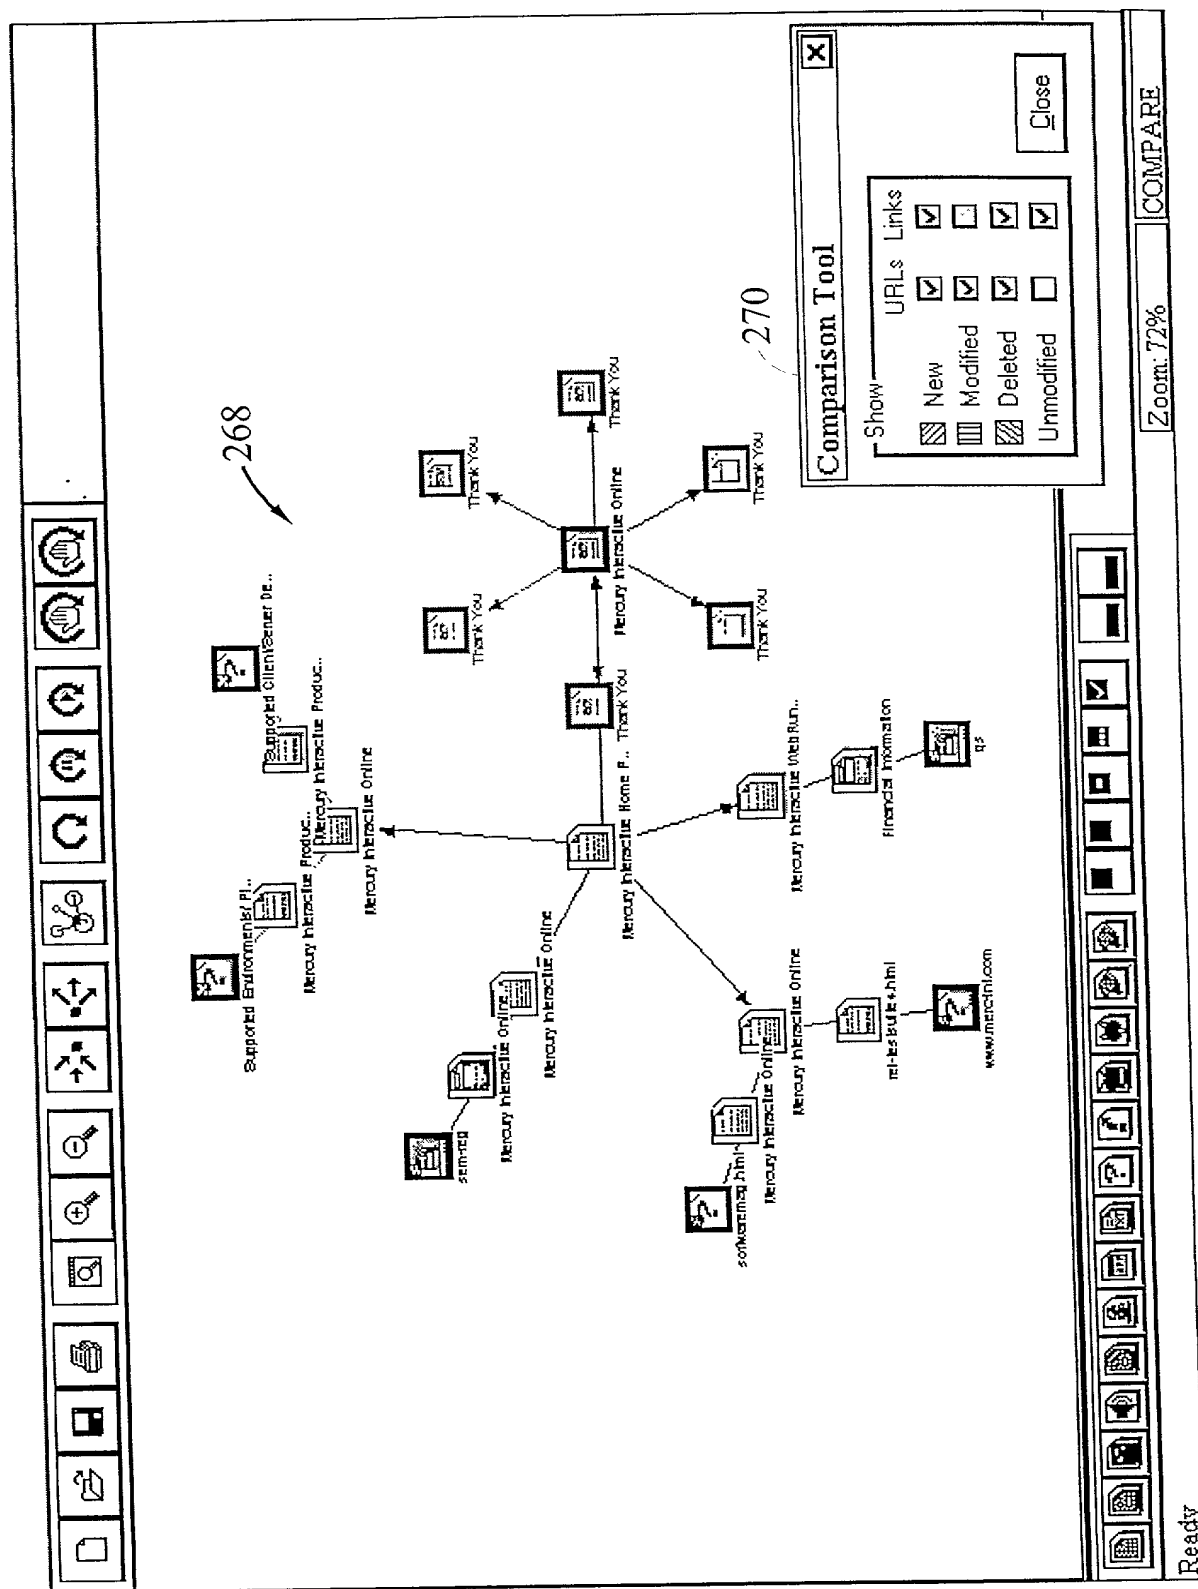 268
Supported Environments/ Pl...
Mercury Interactive Produc...
Supported Client/Server De...
Mercury Interactive Produc...
Mercury Interactive Online
sem-reg
Mercury Interactive Online...
Mercury Interactive Online
Mercury Interactive Home P...
Thank You
Mercury Interactive Online
Thank You
Thank You
Thank You
Thank You
Thank You
softwaremag.html
Mercury Interactive Online
Mercury Interactive Online
www.merc-int.com
Mercury Interactive Web Run...
Financial Information
qs
270
Comparison Tool
Show
URLs Links
New
Modified
Deleted
Unmodified
Close
Ready
Zoom: 72%
COMPARE